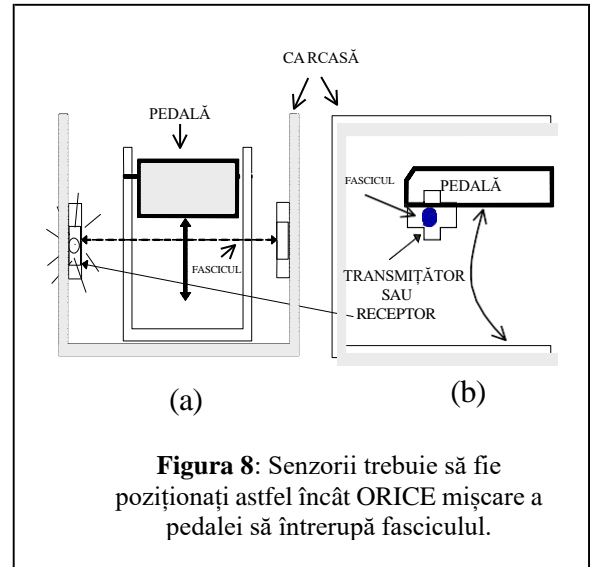 CARCASĂ
PEDALĂ
FASCICUL
(a)
FASCICUL
PEDALĂ
TRANSMIȚĂTOR
SAU
RECEPTOR
(b)
Figura 8: Senzorii trebuie să fie
poziționați astfel încât ORICE mișcare a
pedalei să întrerupă fasciculul.